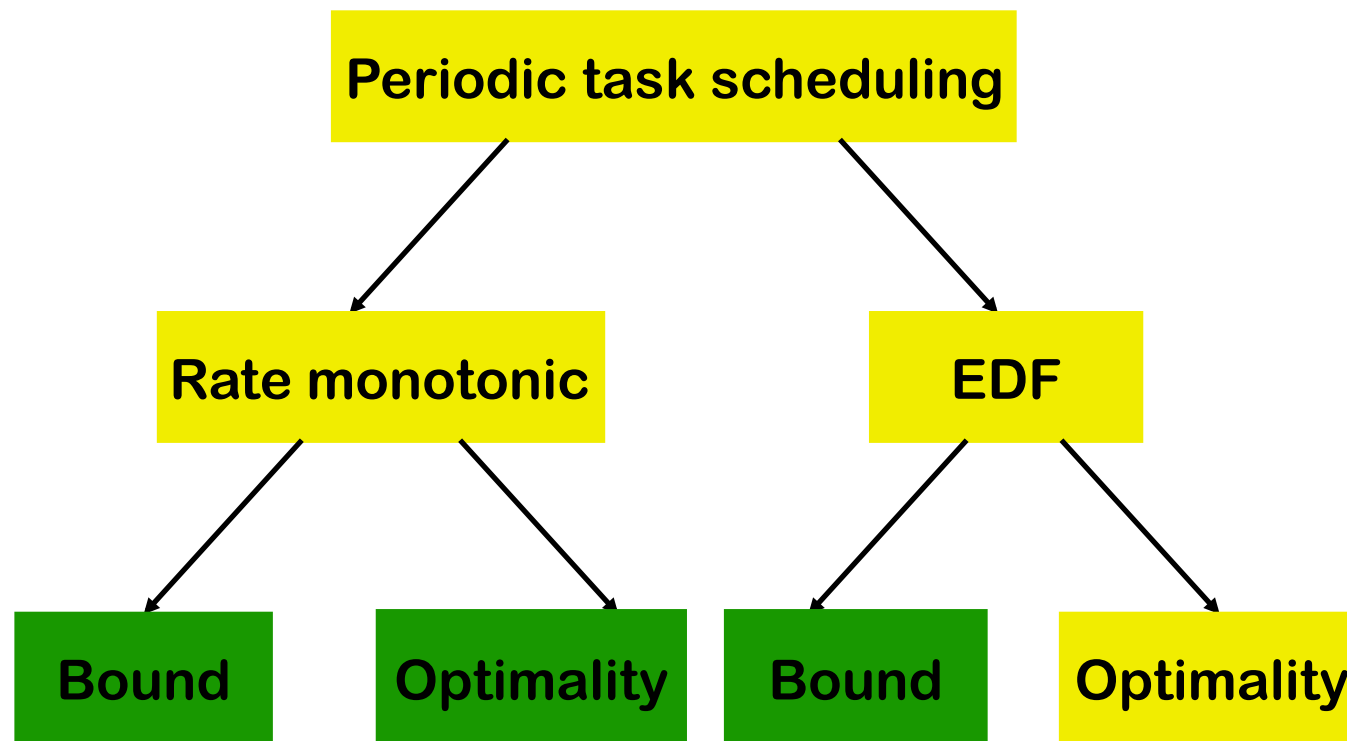 Periodic task scheduling
Rate monotonic
EDF
Bound
Optimality
Bound
Optimality